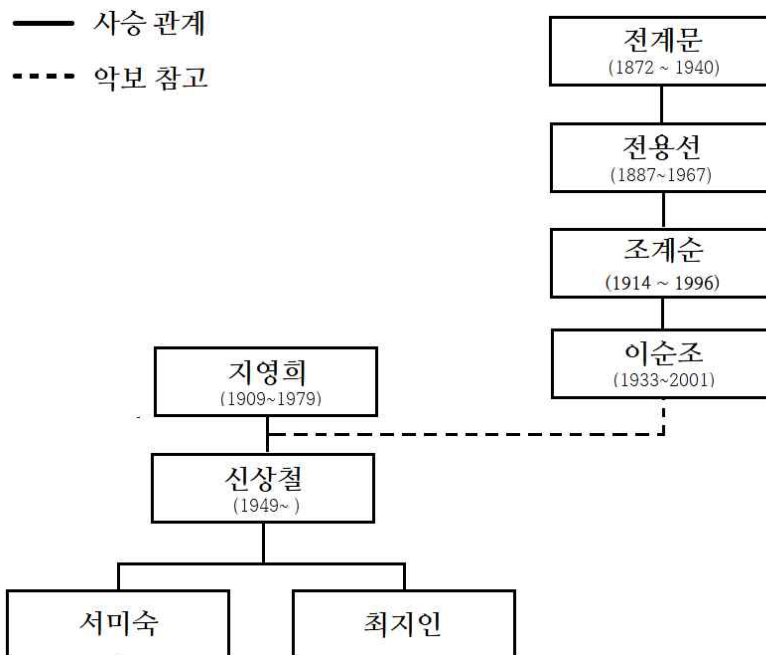 사승 관계
악보 참고
전계문
(1872 ~ 1940)
전용선
(1887~1967)
조계순
(1914 ~ 1996)
이순조
(1933~2001)
지영희
(1909~1979)
신상철
(1949~ )
서미숙
최지인